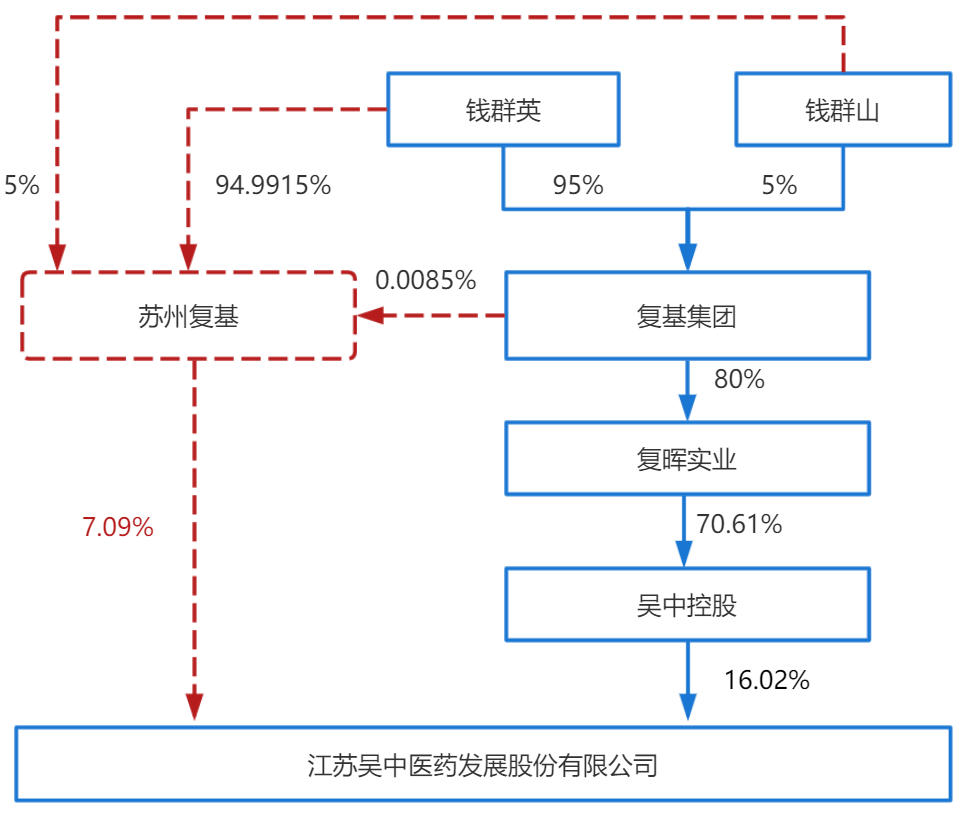 钱群英
钱群山
5%
94.9915%
95%
5%
0.0085%
苏州复基
复基集团
80%
复晖实业
7.09%
70.61%
吴中控股
16.02%
江苏吴中医药发展股份有限公司